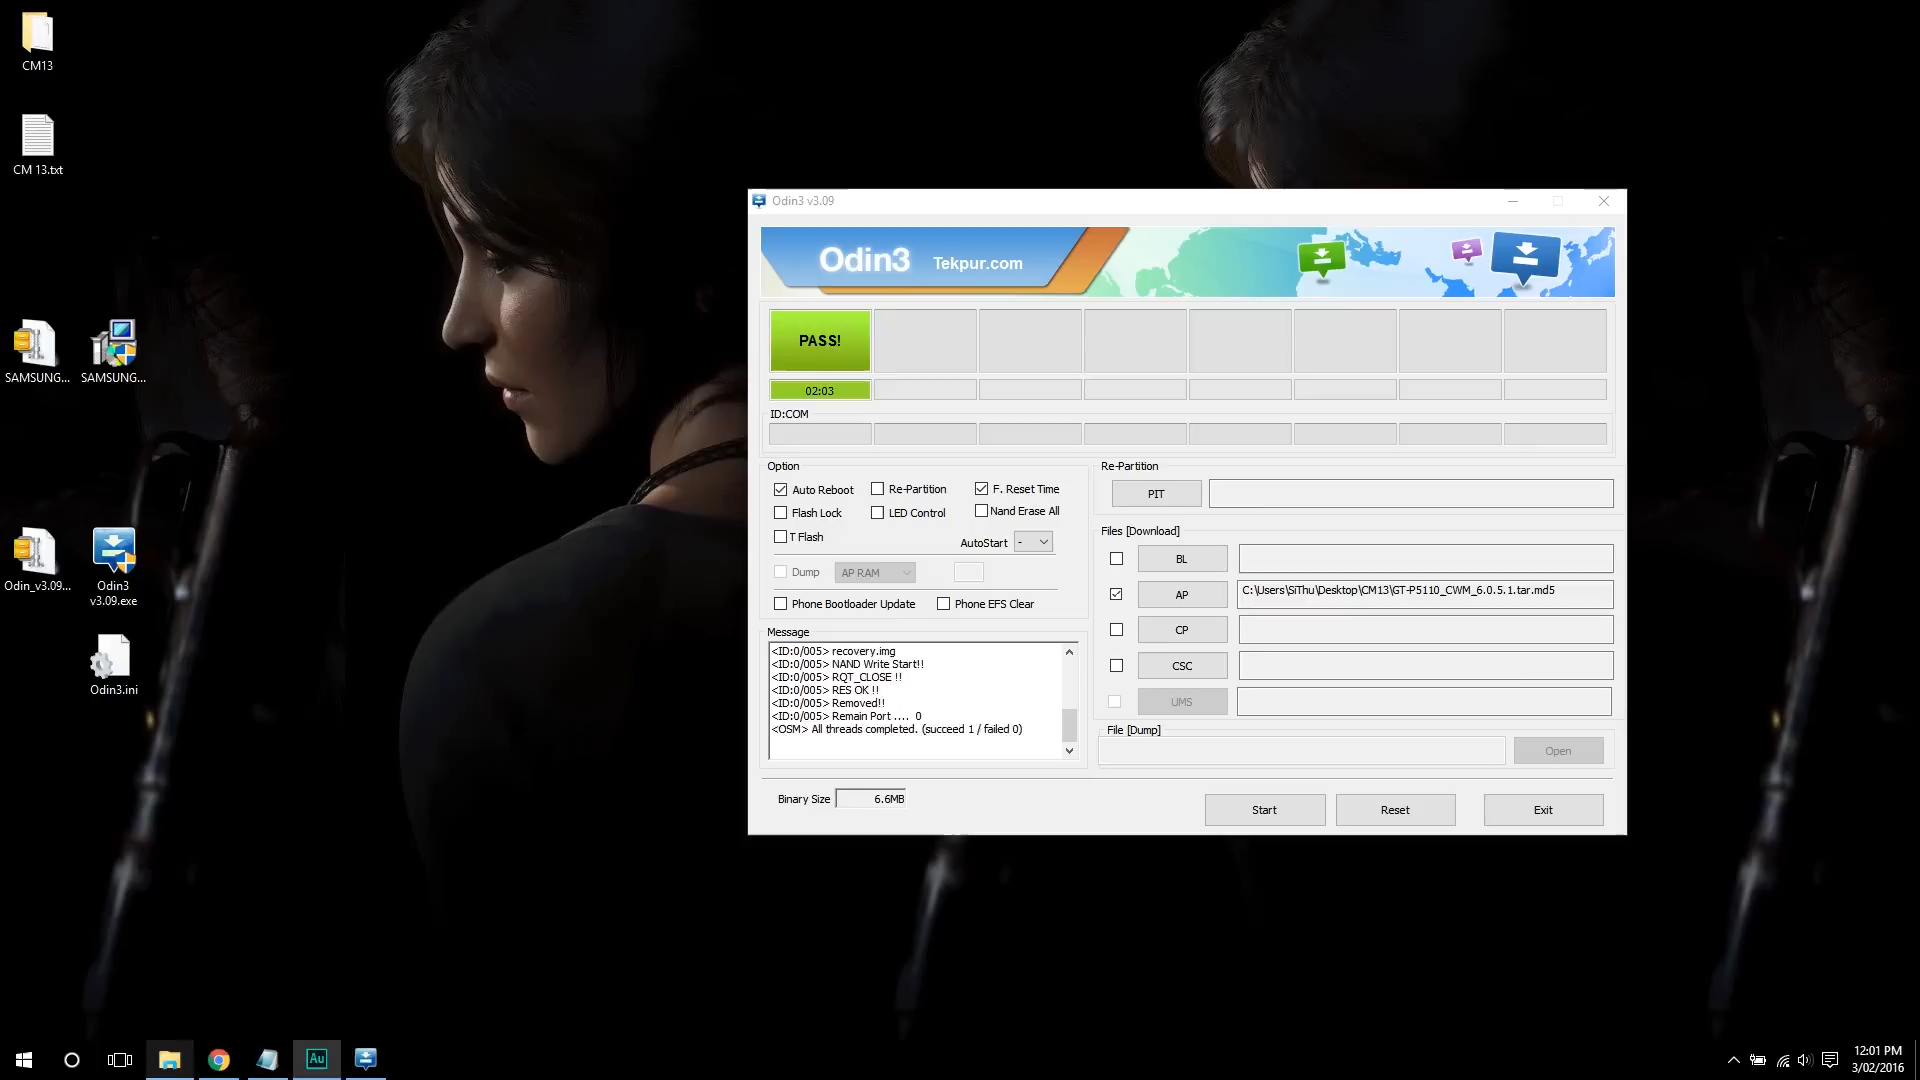 CM13
CM 13.txt
SAMSUNG...
SAMSUNG...
Odin_v3.09...
Odin3
v3.09.exe
Odin3.ini
Odin3 v3.09
Odin3 Tekpur.com
PASS!
02:03
ID:COM
Option
Auto Reboot
Re-Partition
F. Reset Time
Flash Lock
LED Control
Nand Erase All
T Flash
AutoStart -
Dump
AP RAM
Phone Bootloader Update
Phone EFS Clear
Message
<ID:0/005> recovery.img
<ID:0/005> NAND Write Start!!
<ID:0/005> RQT_CLOSE !!
<ID:0/005> RES OK !!
<ID:0/005> Removed!!
<ID:0/005> Remain Port .... 0
<OSM> All threads completed. (succeed 1 / failed 0)
Binary Size 6.6MB
Re-Partition
PIT
Files [Download]
BL
AP C:\Users\SiThu\Desktop\CM13\GT-P5110_CWM_6.0.5.1.tar.md5
CP
CSC
UMS
File [Dump]
Open
Start
Reset
Exit
Au
12:01 PM
3/02/2016